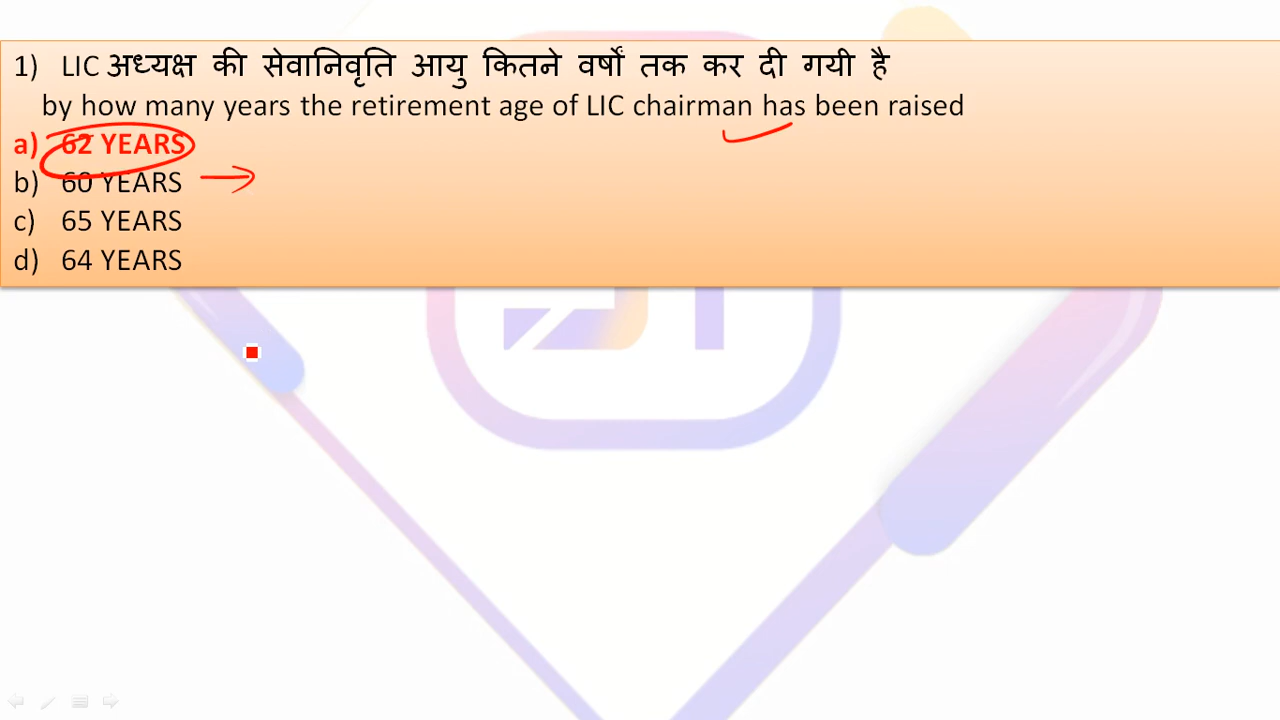 1) LIC अध्यक्ष की सेवानिवृति आयु कितने वर्षों तक कर दी गयी है
by how many years the retirement age of LIC chairman has been raised
a) 62 YEARS
b) 60 YEARS
c) 65 YEARS
d) 64 YEARS